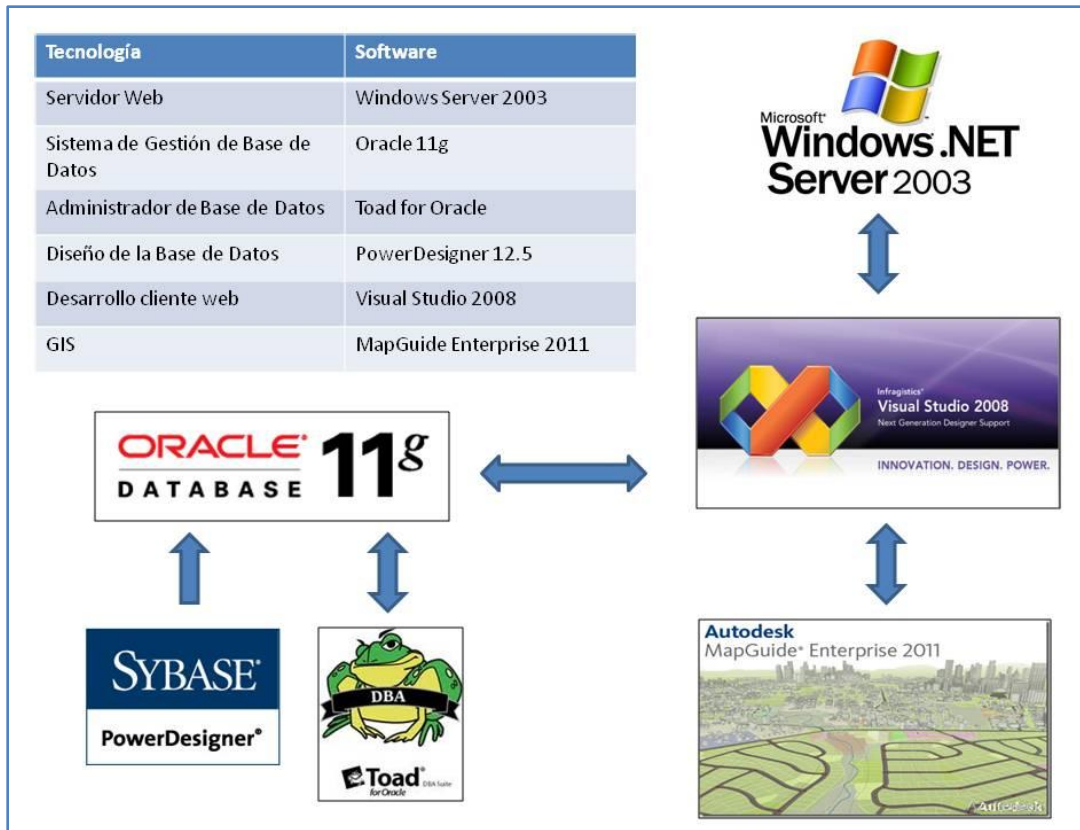 Tecnología Software
Servidor Web Windows Server 2003
Sistema de Gestión de Base de Datos Oracle 11g
Administrador de Base de Datos Toad for Oracle
Diseño de la Base de Datos PowerDesigner 12.5
Desarrollo cliente web Visual Studio 2008
GIS MapGuide Enterprise 2011
Microsoft
Windows .NET
Server 2003
Infragistics
Visual Studio 2008
Next Generation Designer Support
INNOVATION. DESIGN. POWER.
ORACLE 11g
DATABASE
SYBASE
PowerDesigner
DBA
Toad DBA Suite
for Oracle
Autodesk
MapGuide Enterprise 2011
Autodesk